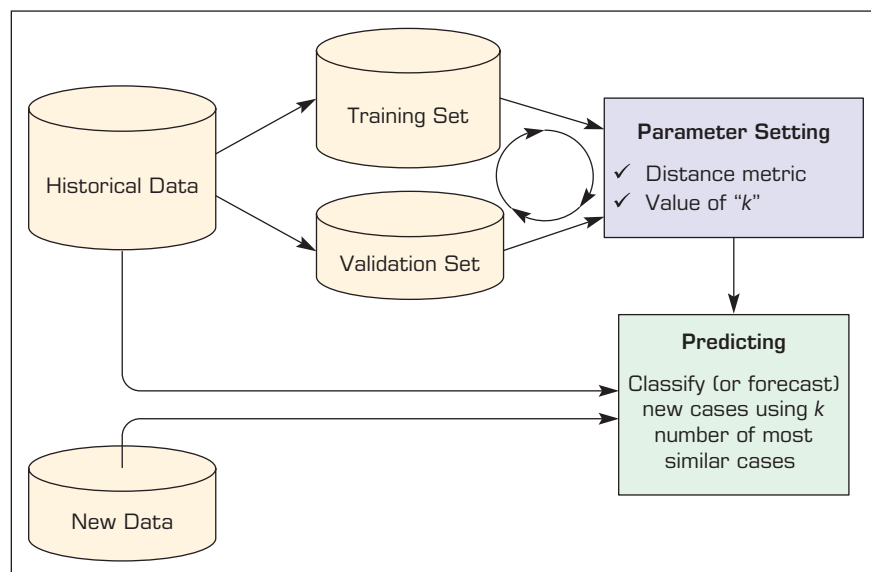 Historical Data
Training Set
Validation Set
Parameter Setting
✓ Distance metric
✓ Value of “k”
Predicting
Classify (or forecast)
new cases using k
number of most
similar cases
New Data